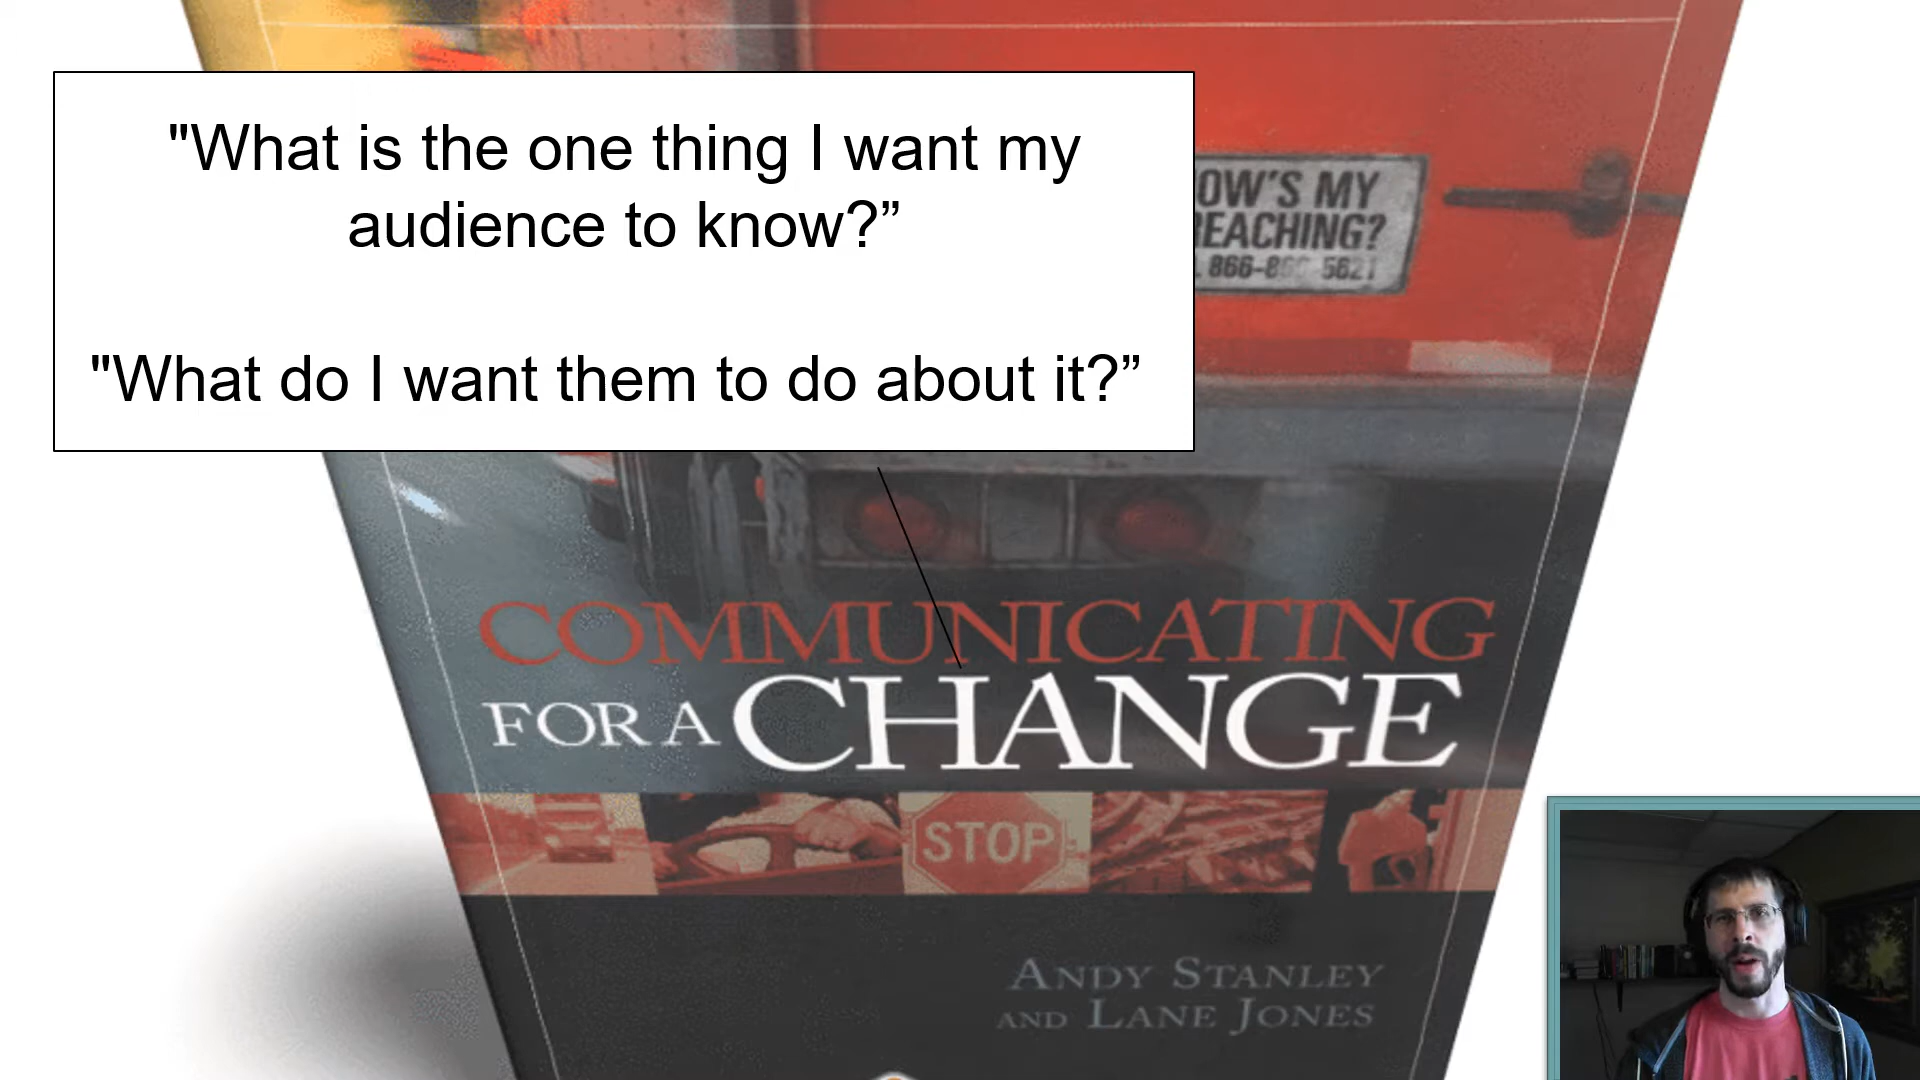 "What is the one thing I want my
audience to know?”
"What do I want them to do about it?”
OW'S MY
EACHING?
COMMUNICATING
FOR A CHANGE
STOP
ANDY STANLEY
AND LANE JONES